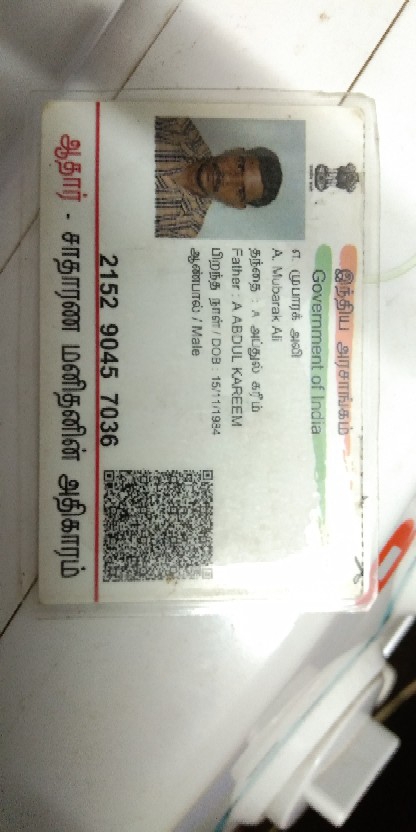 இந்திய அரசாங்கம்
Government of India
எ. முபாரக் அலி
A. Mubarak Ali
தந்தை : A அப்துல் கரீம்
Father : A ABDUL KAREEM
பிறந்த நாள் / DOB : 15/11/1984
ஆண்பால் / Male
2152 9045 7036
ஆதார் - சாதாரண மனிதனின் அதிகாரம்